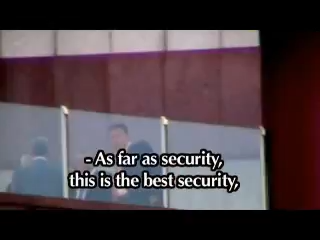 - As far as security,
this is the best security,